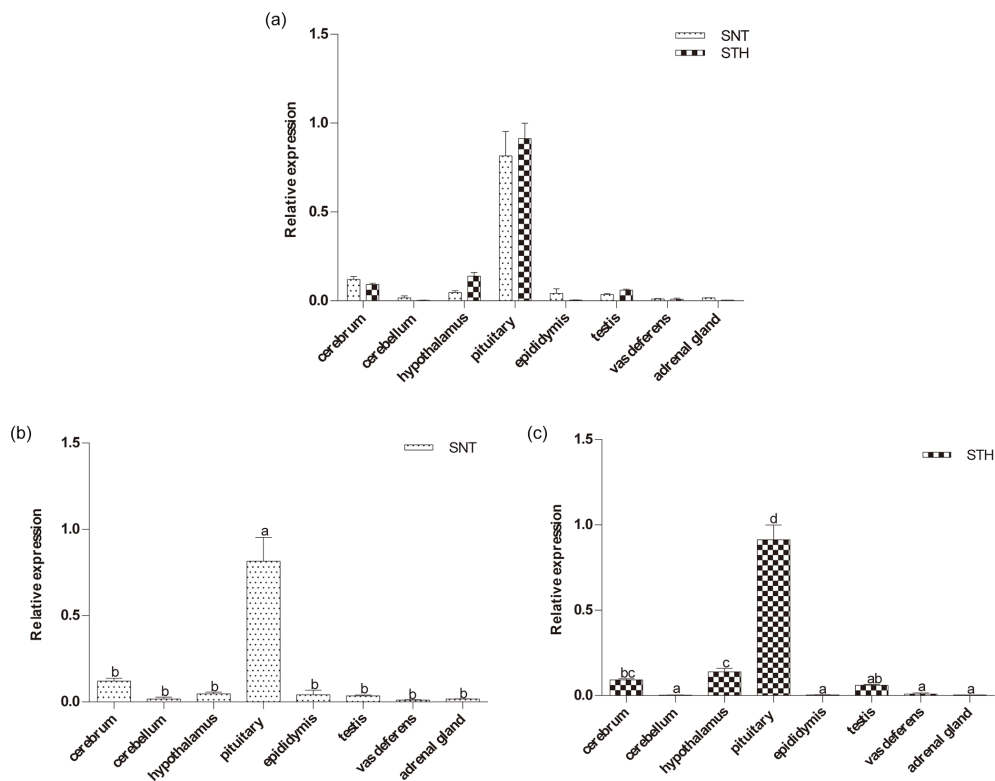 (a)
1.5
1.0
0.5
0.0
Relative expression
SNT
STH
cerebrum
cerebellum
hypothalamus
pituitary
epididymis
testis
vas deferens
adrenal gland
(b)
1.5
1.0
0.5
0.0
Relative expression
SNT
b
b
b
a
b
b
b
b
cerebrum
cerebellum
hypothalamus
pituitary
epididymis
testis
vas deferens
adrenal gland
(c)
1.5
1.0
0.5
0.0
Relative expression
STH
bc
a
c
d
a
ab
a
a
cerebrum
cerebellum
hypothalamus
pituitary
epididymis
testis
vas deferens
adrenal gland